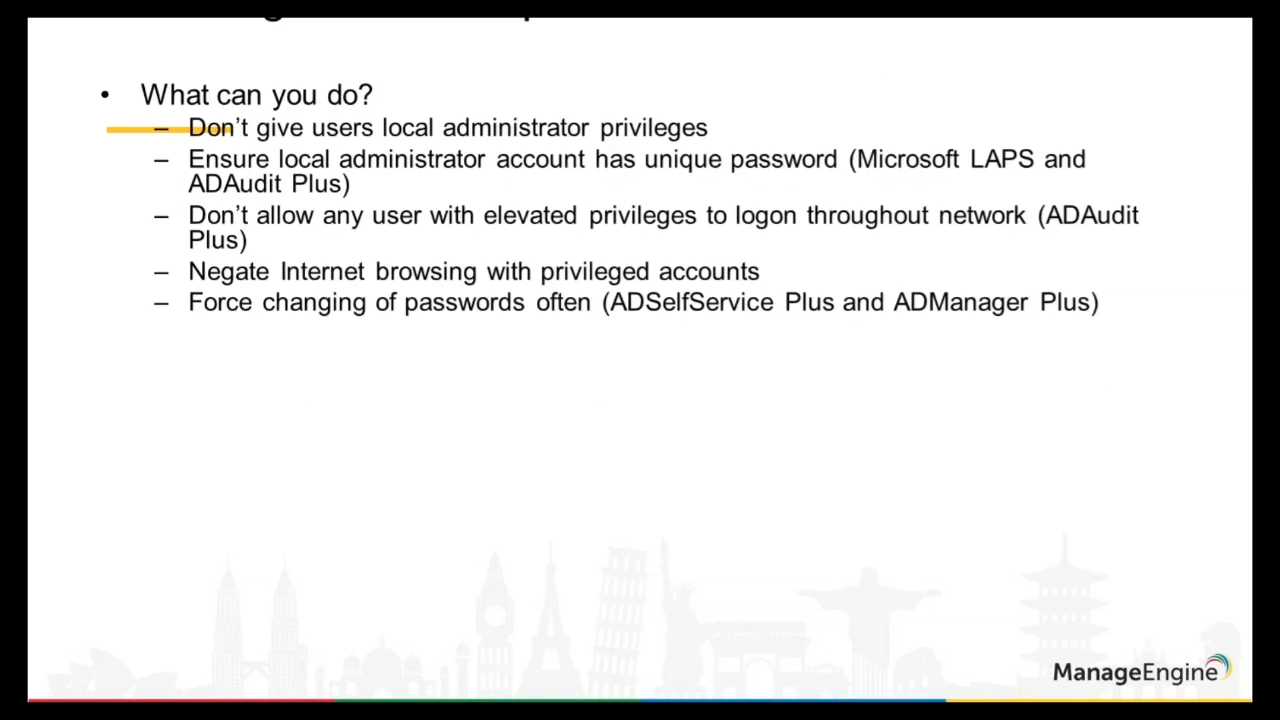 • What can you do?
– Don’t give users local administrator privileges
– Ensure local administrator account has unique password (Microsoft LAPS and
ADAudit Plus)
– Don’t allow any user with elevated privileges to logon throughout network (ADAudit
Plus)
– Negate Internet browsing with privileged accounts
– Force changing of passwords often (ADSelfService Plus and ADManager Plus)
ManageEngine